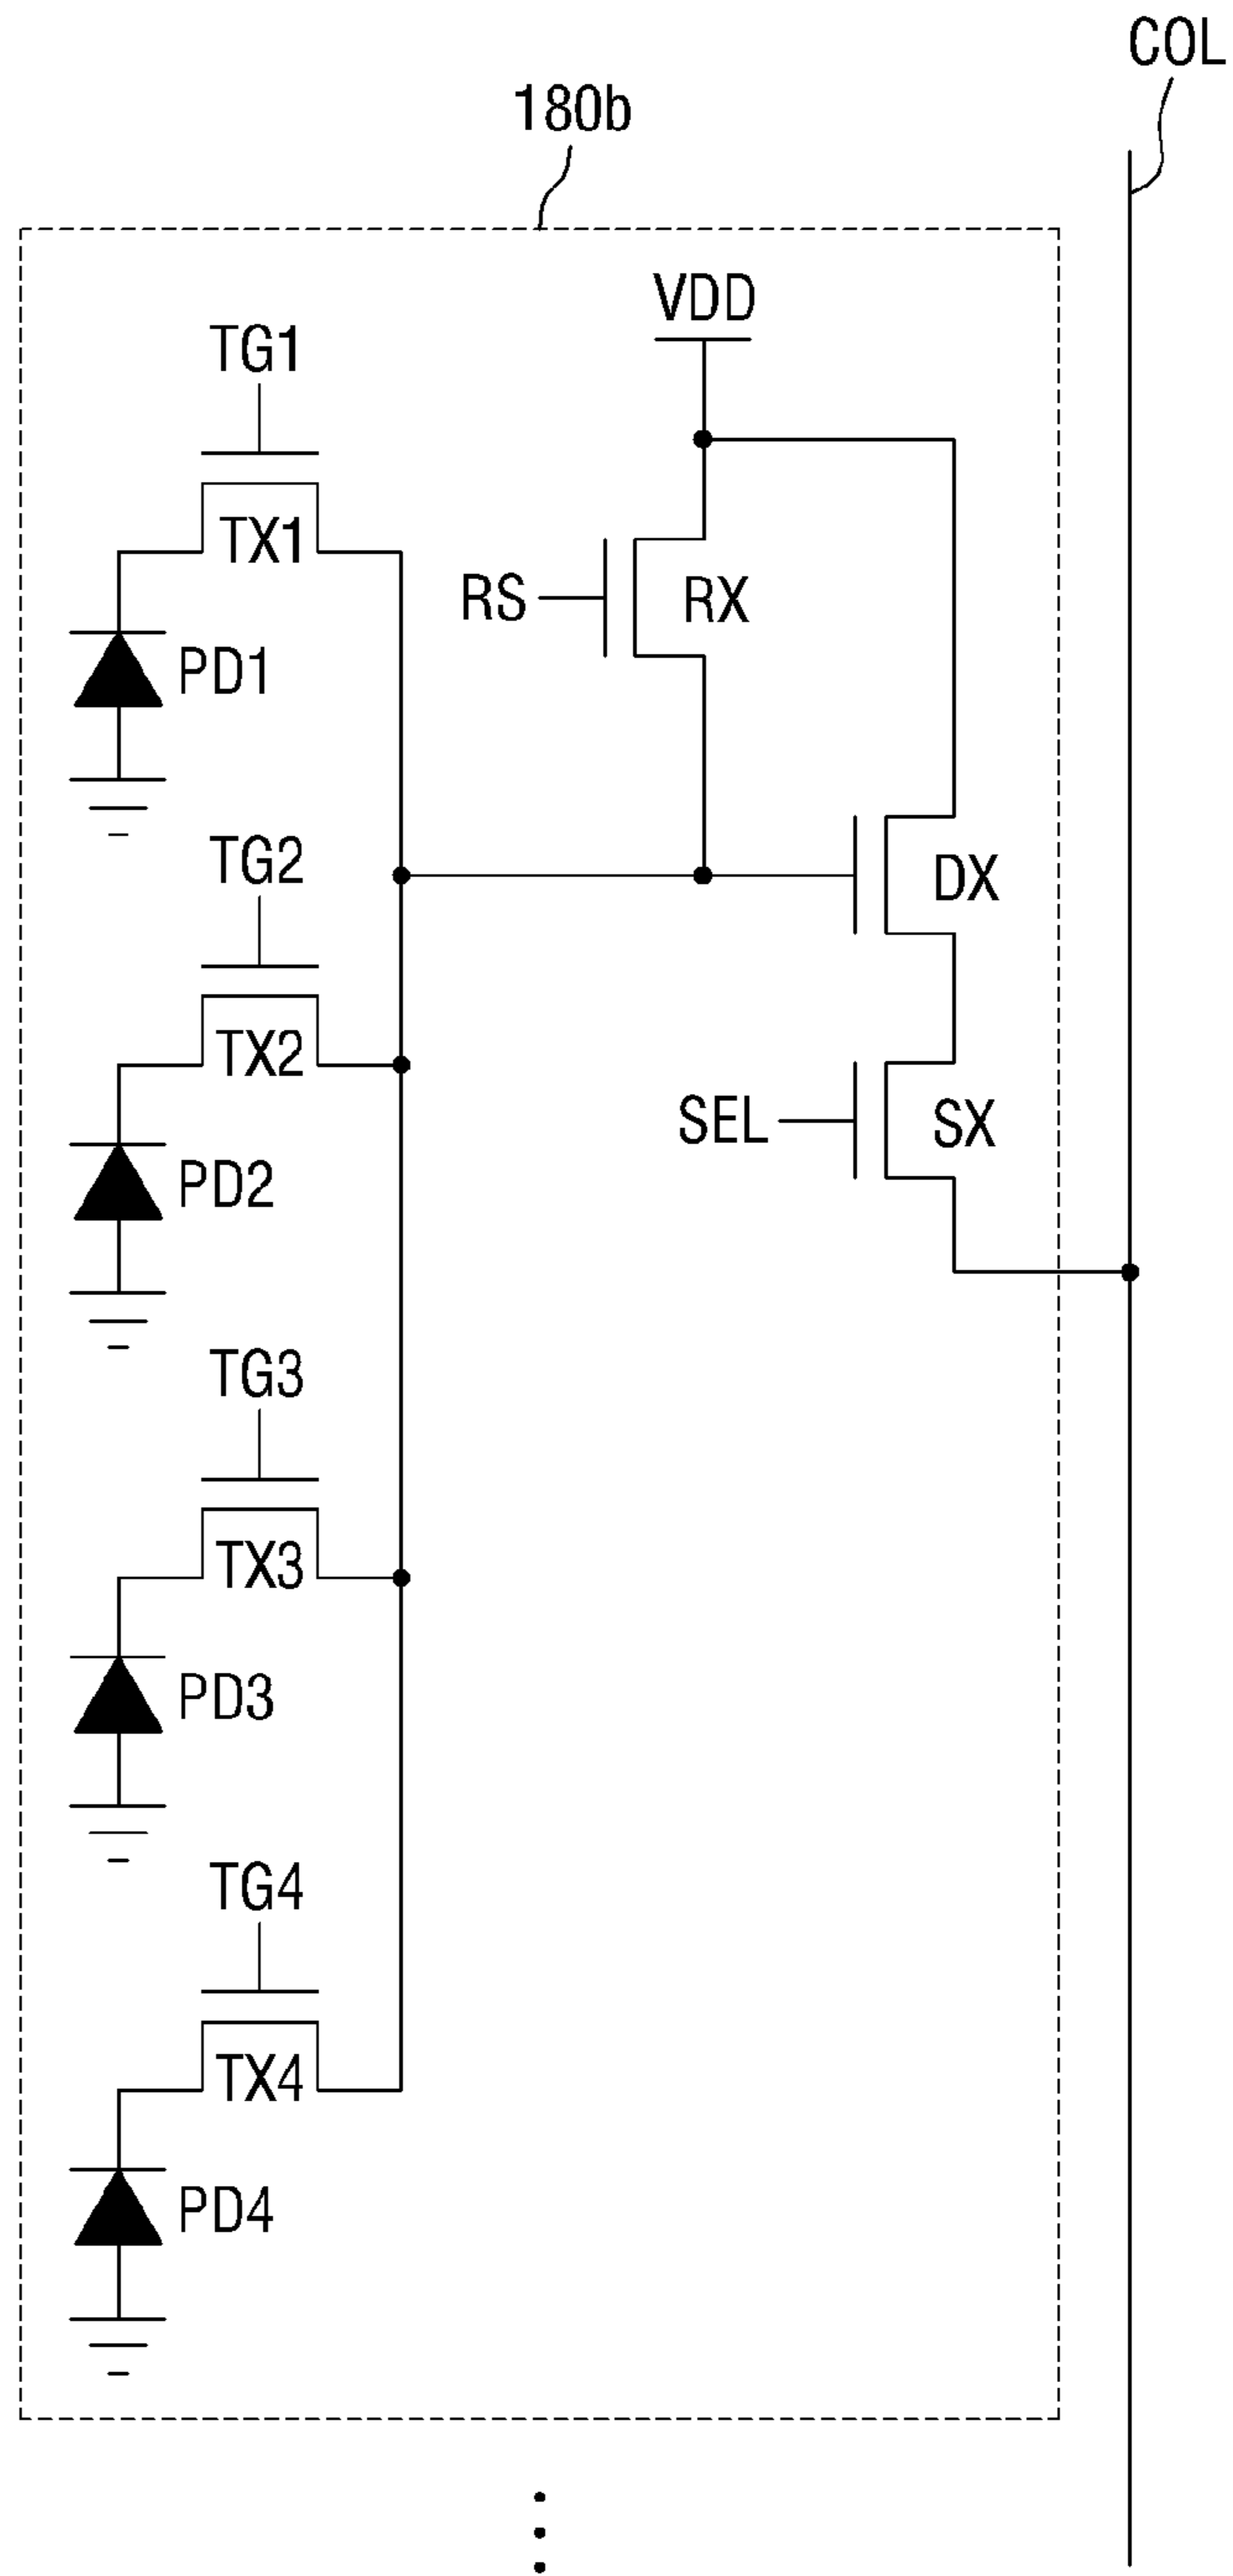 COL
180b
VDD
TG1
TX1
RS
RX
PD1
TG2
DX
TX2
SEL
SX
PD2
TG3
TX3
PD3
TG4
TX4
PD4